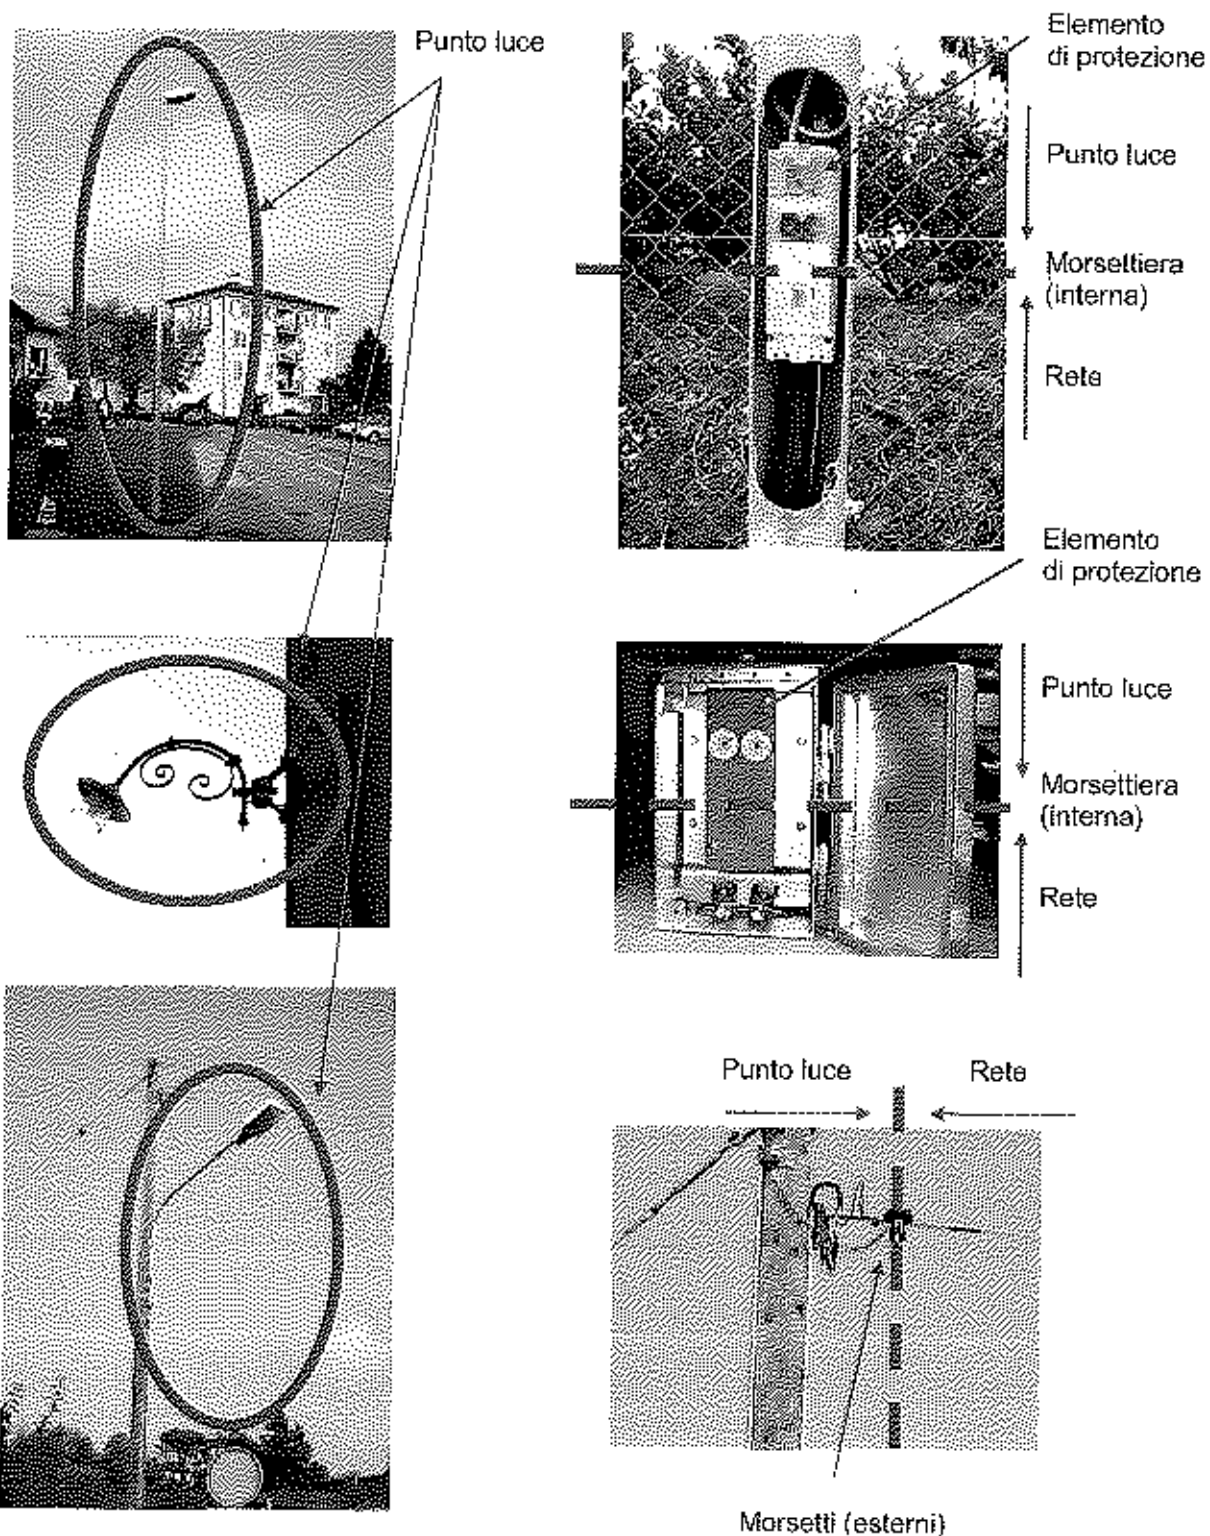 Punto luce
Elemento
di protezione
Punto luce
Morsettiera
(interna)
Rete
Elemento
di protezione
Punto luce
Morsettiera
(interna)
Rete
Punto luce
Rete
Morsetti (esterni)